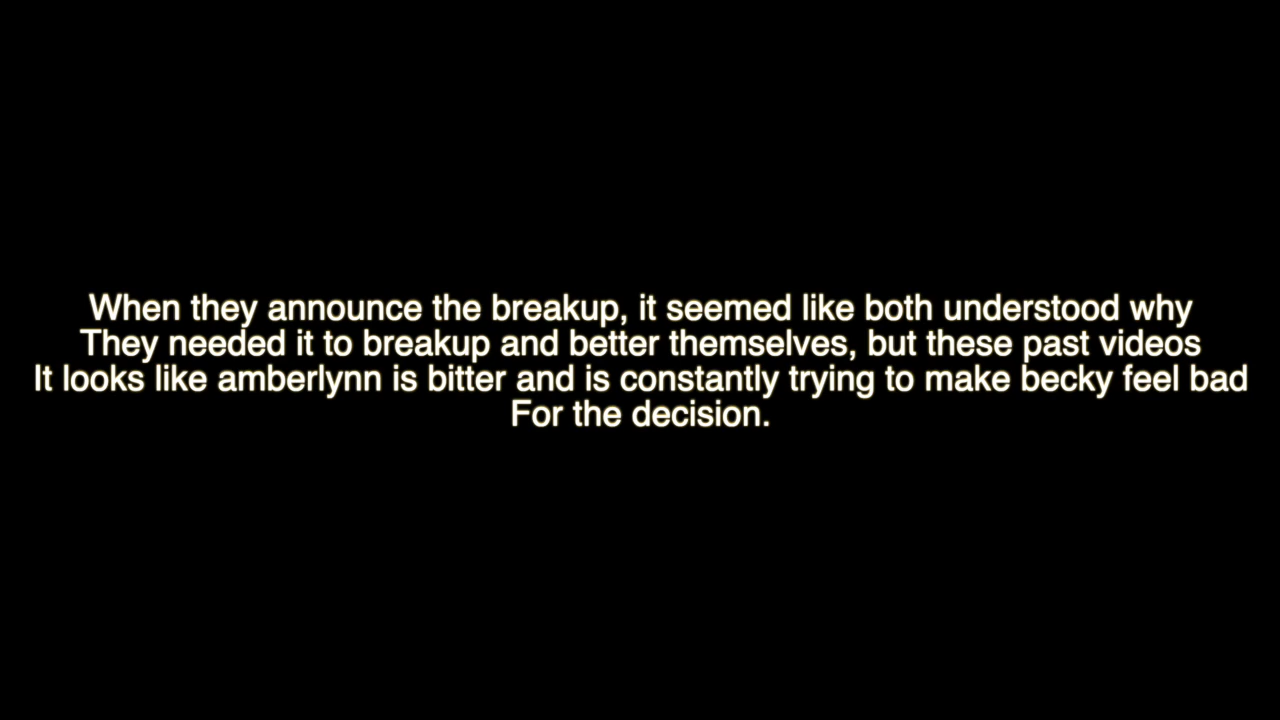 When they announce the breakup, it seemed like both understood why
They needed it to breakup and better themselves, but these past videos
It looks like amberlynn is bitter and is constantly trying to make becky feel bad
For the decision.